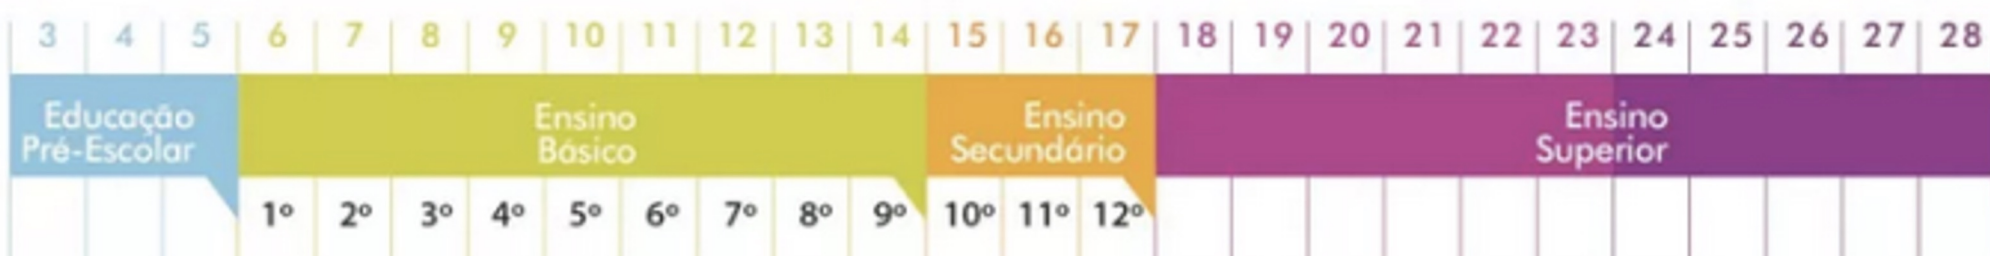 3 4 5 6 7 8 9 10 11 12 13 14 15 16 17 18 19 20 21 22 23 24 25 26 27 28
Educação
Pré-Escolar
Ensino
Básico
Ensino
Secundário
Ensino
Superior
1º 2º 3º 4º 5º 6º 7º 8º 9º 10º 11º 12º